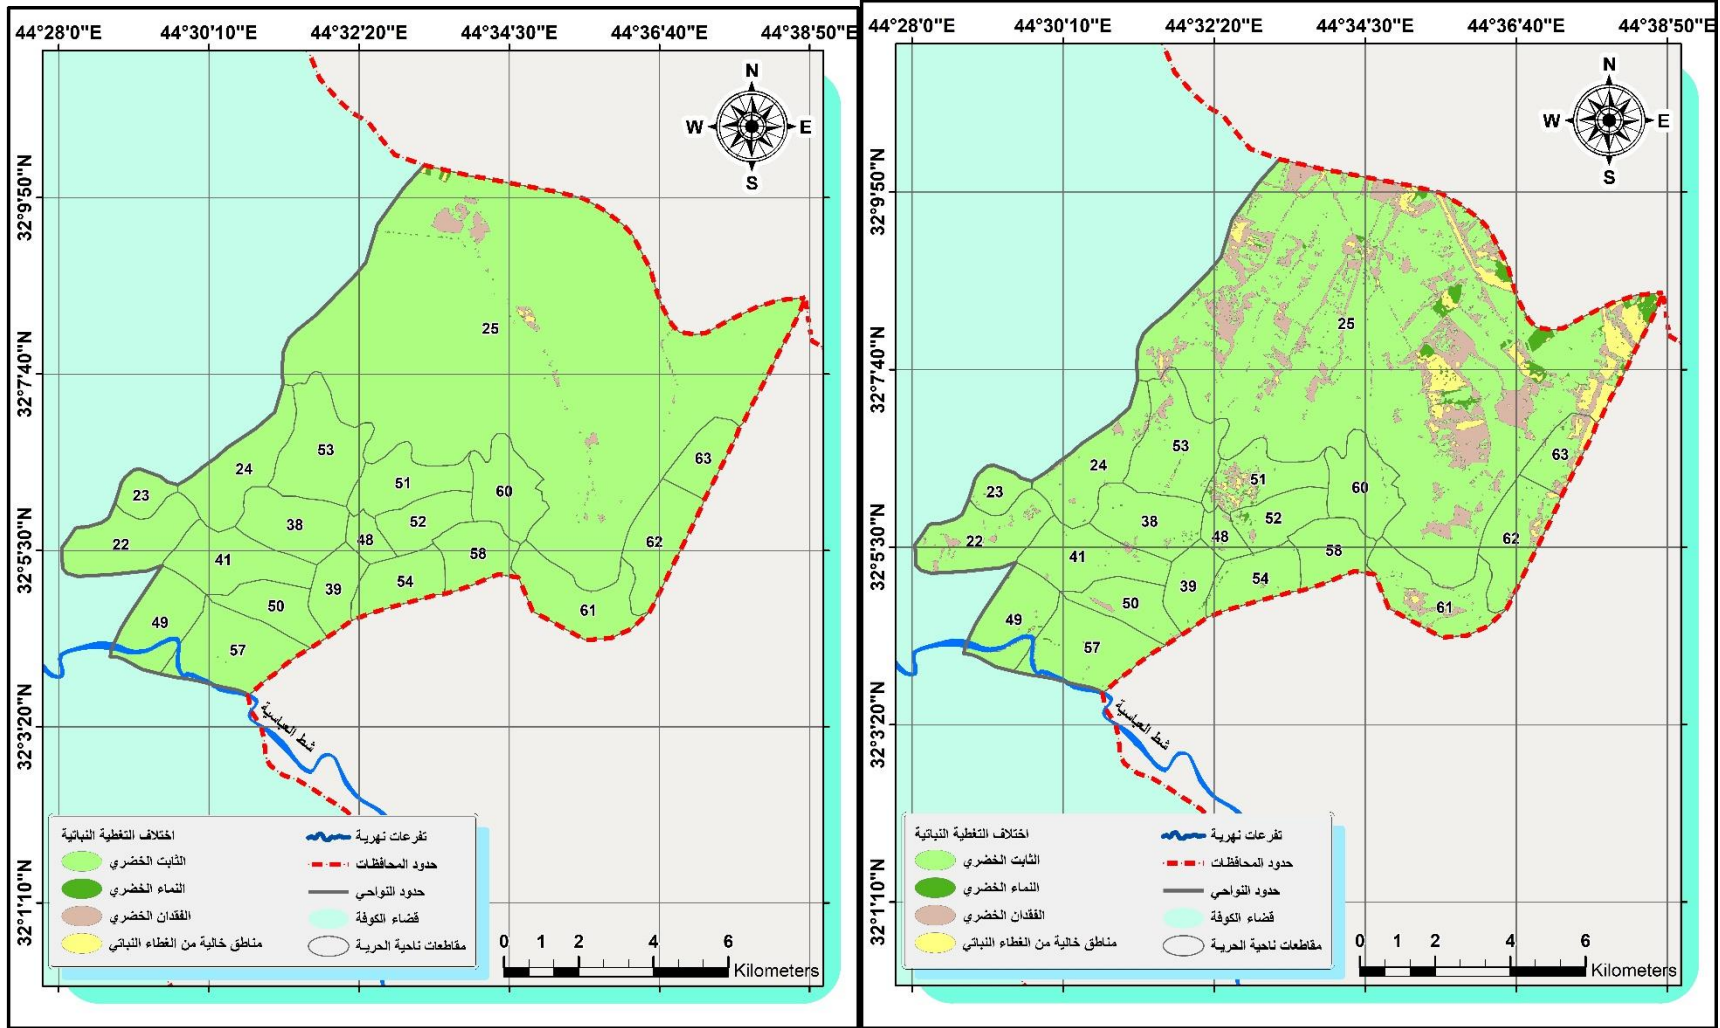 44°28'0"E 44°30'10"E 44°32'20"E 44°34'30"E 44°36'40"E 44°38'50"E
N
W E
S
32°9'50"N
32°7'40"N
32°5'30"N
32°3'20"N
32°1'10"N
25
53
24
23
51
60
63
38
52
22
48
41
58
62
39
54
50
61
49
57
شط العباسية
اختلاف التغطية النباتية
الثابت الخضري
النماء الخضري
الفقدان الخضري
مناطق خالية من الغطاء النباتي
تفرعات نهرية
حدود المحافظات
حدود النواحي
قضاء الكوفة
مقاطعات ناحية الحرية
0 1 2 4 6
Kilometers
44°28'0"E 44°30'10"E 44°32'20"E 44°34'30"E 44°36'40"E 44°38'50"E
N
W E
S
32°9'50"N
32°7'40"N
32°5'30"N
32°3'20"N
32°1'10"N
25
53
24
23
51
60
63
38
52
22
48
41
58
62
39
54
50
61
49
57
شط العباسية
اختلاف التغطية النباتية
الثابت الخضري
النماء الخضري
الفقدان الخضري
مناطق خالية من الغطاء النباتي
تفرعات نهرية
حدود المحافظات
حدود النواحي
قضاء الكوفة
مقاطعات ناحية الحرية
0 1 2 4 6
Kilometers